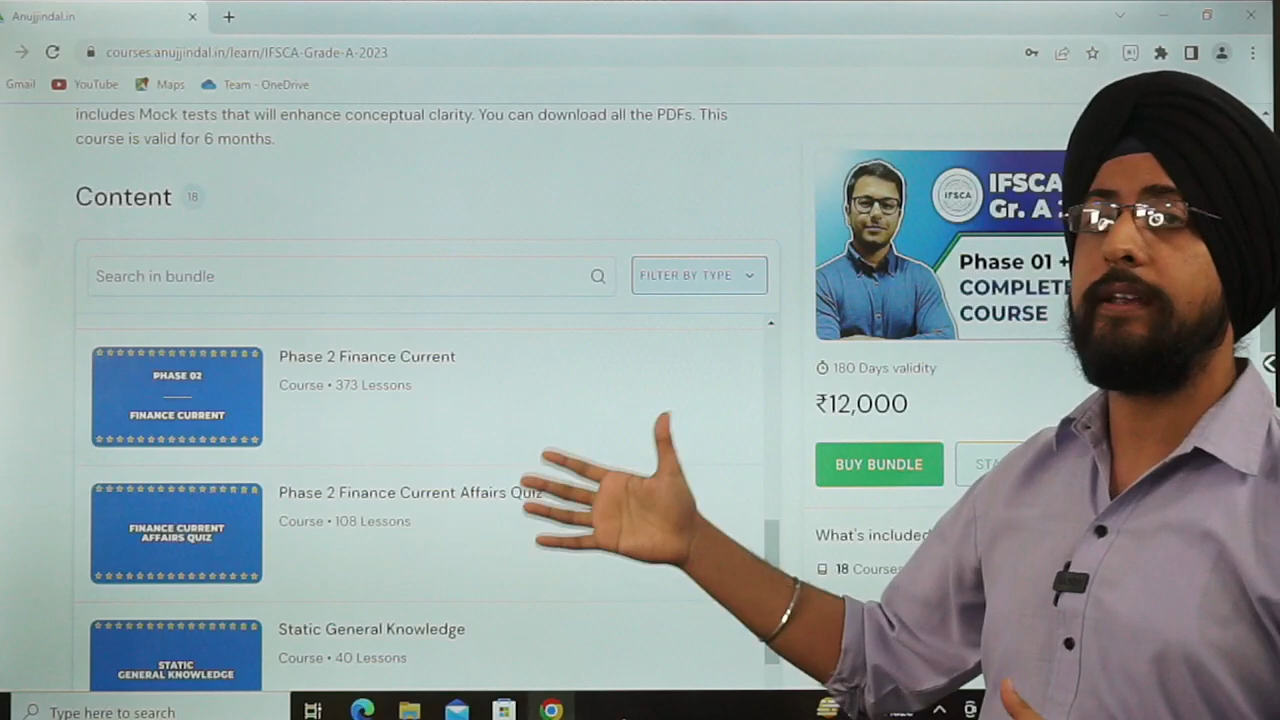 Anujjindal.in
courses.anujjindal.in/learn/IFSCA-Grade-A-2023
Gmail YouTube Maps Team - OneDrive
includes Mock tests that will enhance conceptual clarity. You can download all the PDFs. This
course is valid for 6 months.
Content 18
Search in bundle
FILTER BY TYPE
Phase 2 Finance Current
Course • 373 Lessons
PHASE 02
FINANCE CURRENT
Phase 2 Finance Current Affairs Quiz
Course • 108 Lessons
FINANCE CURRENT
AFFAIRS QUIZ
Static General Knowledge
Course • 40 Lessons
STATIC
GENERAL KNOWLEDGE
IFSCA
IFSCA
Gr. A
Phase 01 +
COMPLETE
COURSE
180 Days validity
₹12,000
BUY BUNDLE
STA
What's included
18 Courses
Type here to search